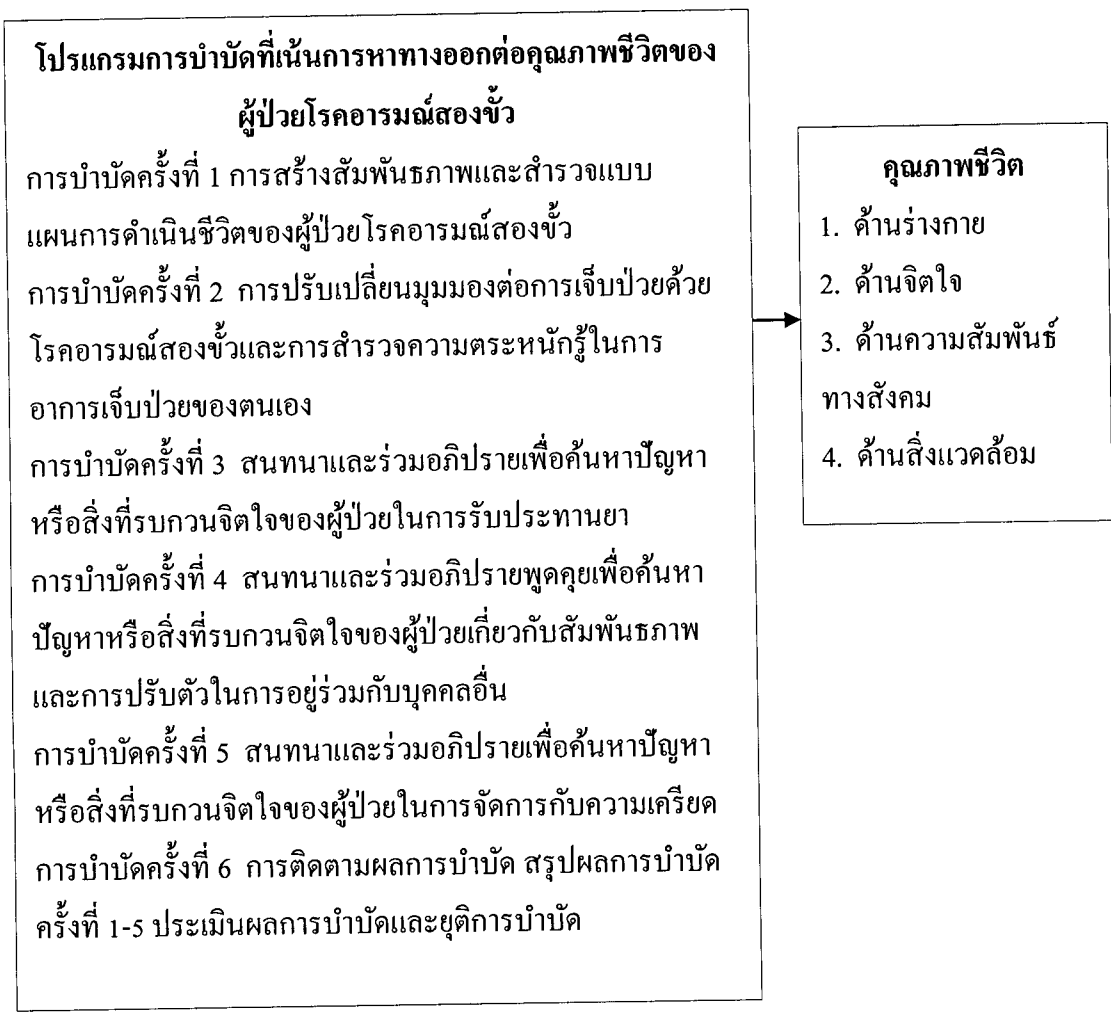 โปรแกรมการบำบัดที่เน้นการหาทางออกต่อคุณภาพชีวิตของ
ผู้ป่วยโรคอารมณ์สองขั้ว
การบำบัดครั้งที่ 1 การสร้างสัมพันธภาพและสำรวจแบบ
แผนการดำเนินชีวิตของผู้ป่วยโรคอารมณ์สองขั้ว
การบำบัดครั้งที่ 2 การปรับเปลี่ยนมุมมองต่อการเจ็บป่วยด้วย
โรคอารมณ์สองขั้วและการสำรวจความตระหนักรู้ในการ
อาการเจ็บป่วยของตนเอง
การบำบัดครั้งที่ 3 สนทนาและร่วมอภิปรายเพื่อค้นหาปัญหา
หรือสิ่งที่รบกวนจิตใจของผู้ป่วยในการรับประทานยา
การบำบัดครั้งที่ 4 สนทนาและร่วมอภิปรายพูดคุยเพื่อค้นหา
ปัญหาหรือสิ่งที่รบกวนจิตใจของผู้ป่วยเกี่ยวกับสัมพันธภาพ
และการปรับตัวในการอยู่ร่วมกับบุคคลอื่น
การบำบัดครั้งที่ 5 สนทนาและร่วมอภิปรายเพื่อค้นหาปัญหา
หรือสิ่งที่รบกวนจิตใจของผู้ป่วยในการจัดการกับความเครียด
การบำบัดครั้งที่ 6 การติดตามผลการบำบัด สรุปผลการบำบัด
ครั้งที่ 1-5 ประเมินผลการบำบัดและยุติการบำบัด
คุณภาพชีวิต
1. ด้านร่างกาย
2. ด้านจิตใจ
3. ด้านความสัมพันธ์
ทางสังคม
4. ด้านสิ่งแวดล้อม